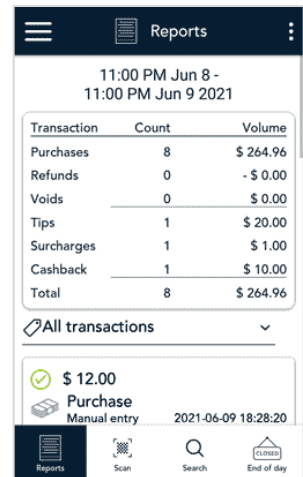 Reports
11:00 PM Jun 8 -
11:00 PM Jun 9 2021
Transaction Count Volume
Purchases 8 $ 264.96
Refunds 0 - $ 0.00
Voids 0 $ 0.00
Tips 1 $ 20.00
Surcharges 1 $ 1.00
Cashback 1 $ 10.00
Total 8 $ 264.96
All transactions
$ 12.00
Purchase
Manual entry 2021-06-09 18:28:20
CLOSED
Reports Scan Search End of day